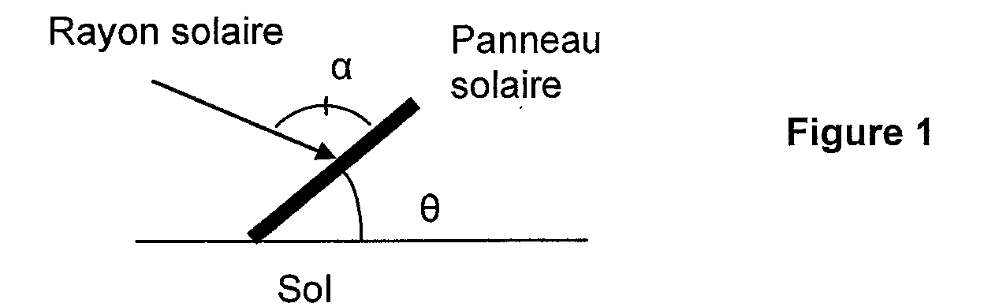 Rayon solaire
Panneau
solaire
α
Figure 1
θ
Sol